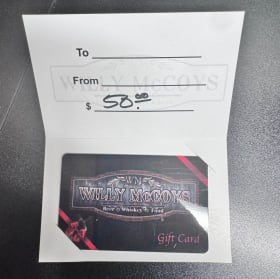 To
WILLY McCOYS
From
$ 50.00
WM
WILLY McCOYS
Beer Whiskey Food
Gift Card